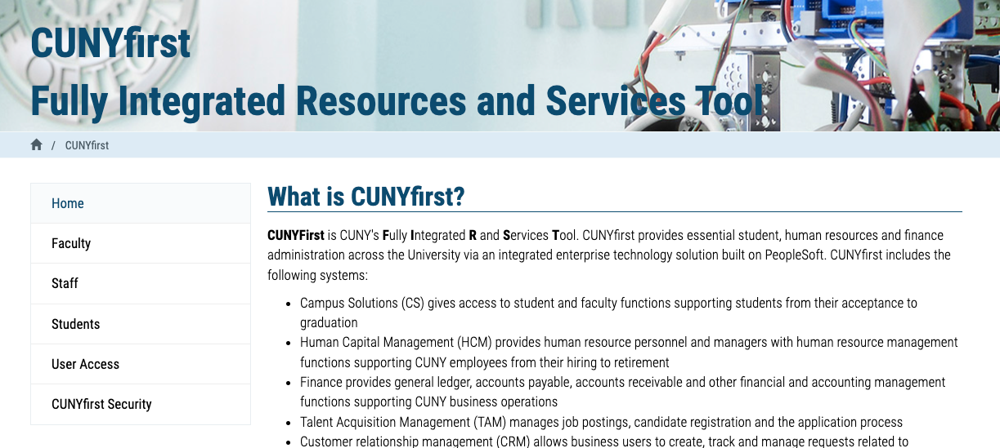 CUNYfirst
Fully Integrated Resources and Services Tool
/ CUNYfirst
Home
Faculty
Staff
Students
User Access
CUNYfirst Security
What is CUNYfirst?
CUNYFirst is CUNY's Fully Integrated R and Services Tool. CUNYfirst provides essential student, human resources and finance
administration across the University via an integrated enterprise technology solution built on PeopleSoft. CUNYfirst includes the
following systems:
• Campus Solutions (CS) gives access to student and faculty functions supporting students from their acceptance to
graduation
• Human Capital Management (HCM) provides human resource personnel and managers with human resource management
functions supporting CUNY employees from their hiring to retirement
• Finance provides general ledger, accounts payable, accounts receivable and other financial and accounting management
functions supporting CUNY business operations
• Talent Acquisition Management (TAM) manages job postings, candidate registration and the application process
• Customer relationship management (CRM) allows business users to create, track and manage requests related to